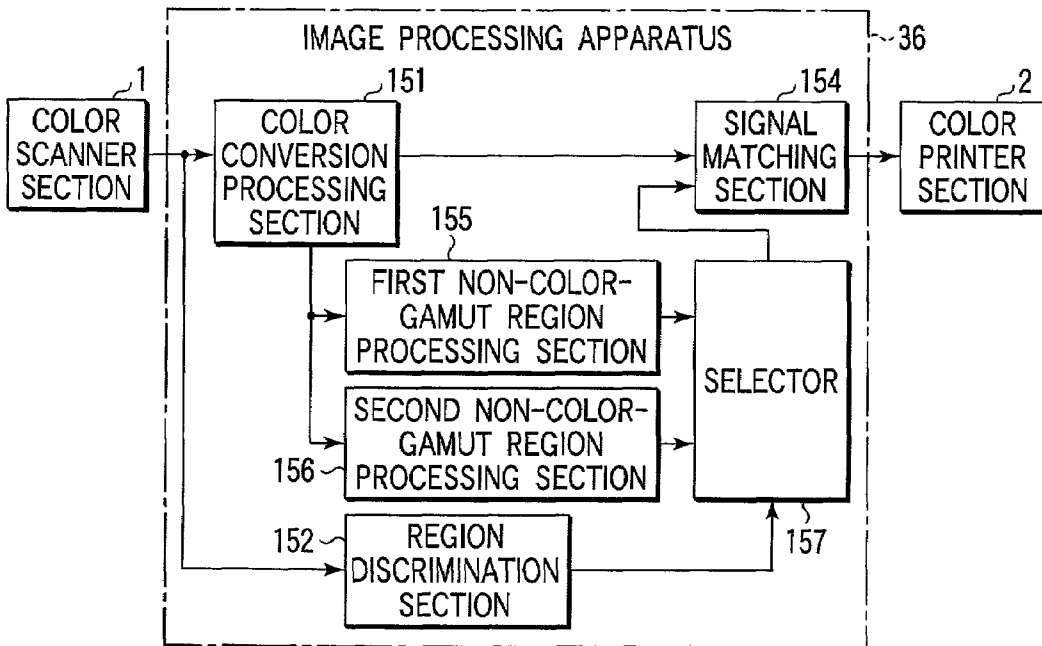 IMAGE PROCESSING APPARATUS
36
1
COLOR
SCANNER
SECTION
151
COLOR
CONVERSION
PROCESSING
SECTION
154
SIGNAL
MATCHING
SECTION
2
COLOR
PRINTER
SECTION
155
FIRST NON-COLOR-
GAMUT REGION
PROCESSING SECTION
SELECTOR
157
SECOND NON-COLOR-
GAMUT REGION
PROCESSING SECTION
156
152
REGION
DISCRIMINATION
SECTION